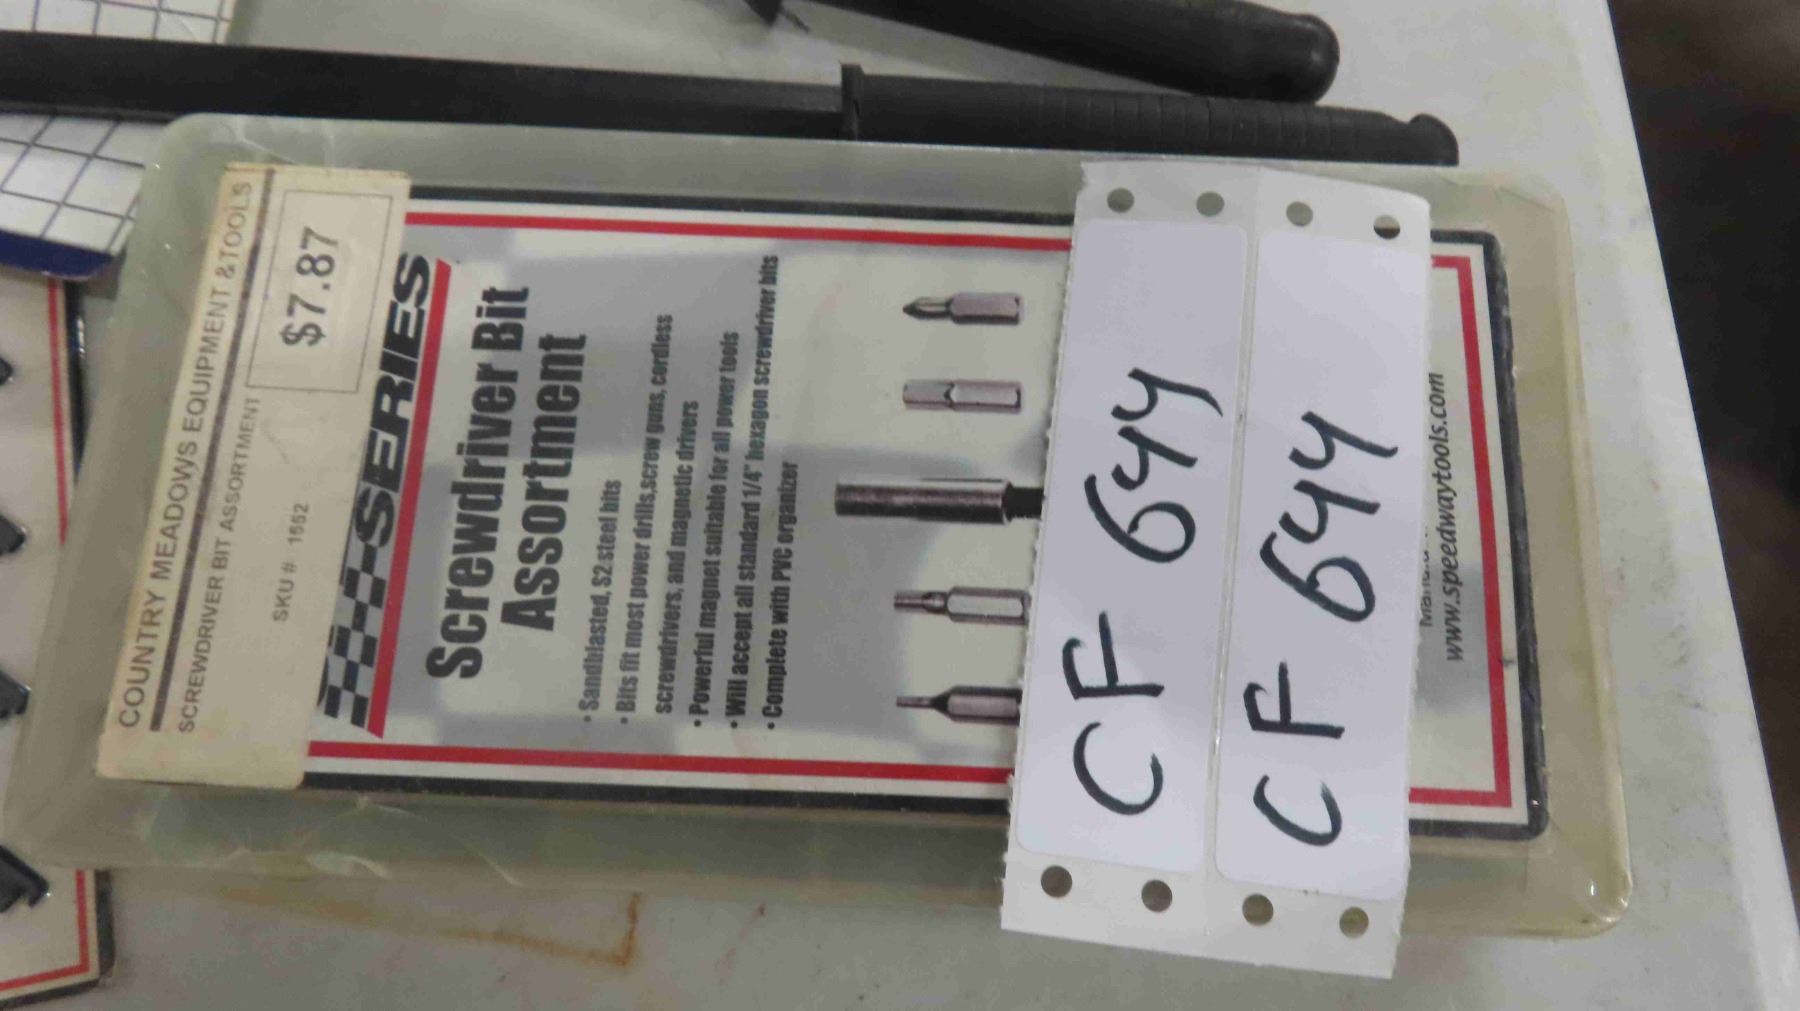 COUNTRY MEADOWS EQUIPMENT & TOOLS
SCREWDRIVER BIT ASSORTMENT
$7.87
SKU # 1552
SERIES
Screwdriver Bit
Assortment
• Sandblasted, S2 steel bits
• Bits fit most power drills,screw guns, cordless
screwdrivers, and magnetic drivers
• Powerful magnet suitable for all power tools
• Will accept all standard 1/4" hexagon screwdriver bits
• Complete with PVC organizer
CF 644
CF 644
www.speedwaytools.com